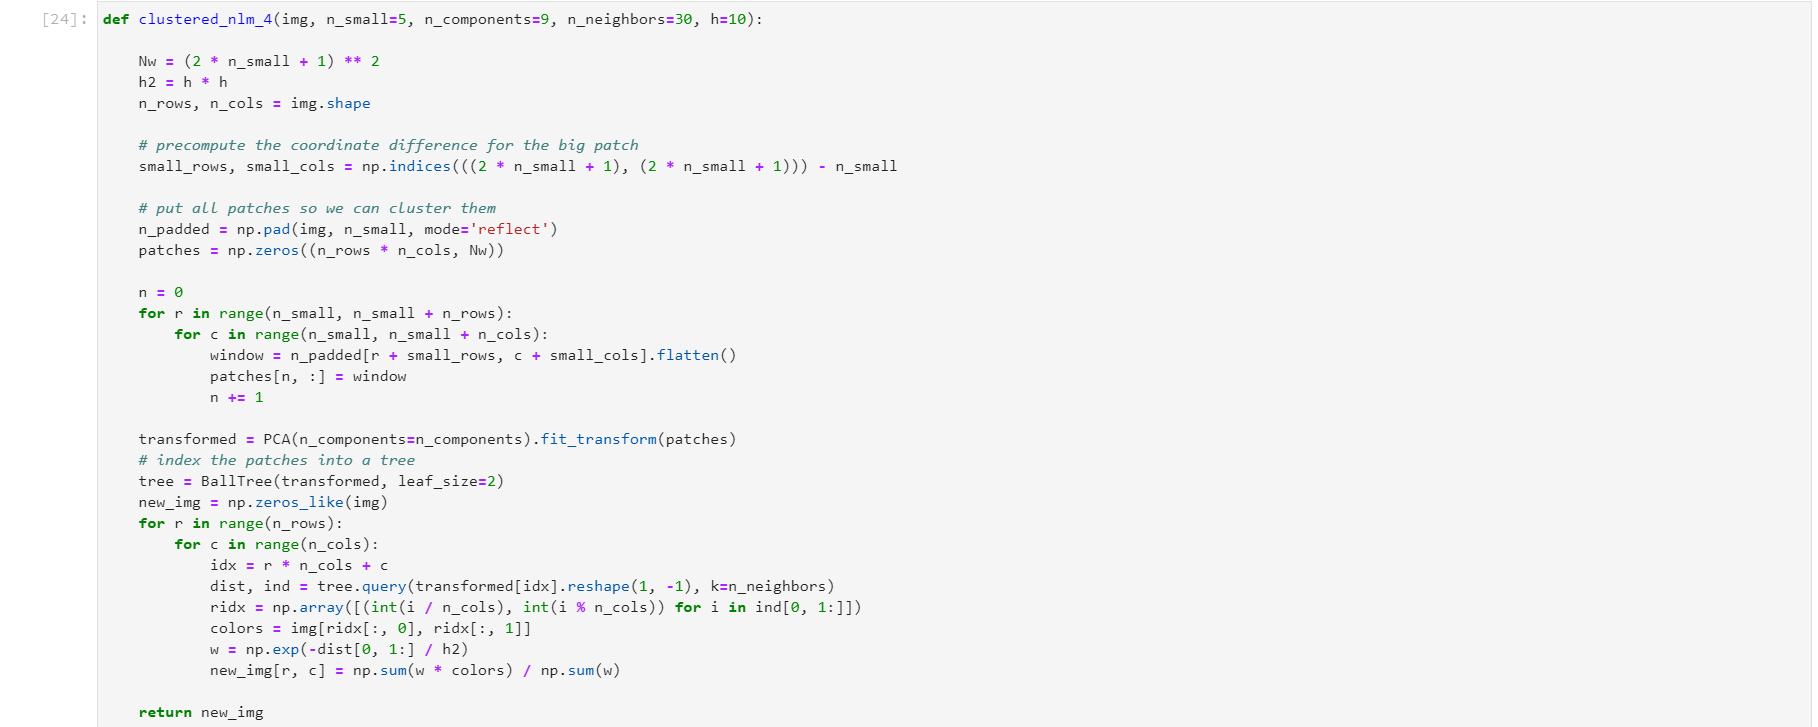 [24]: def clustered_nlm_4(img, n_small=5, n_components=9, n_neighbors=30, h=10):
    Nw = (2 * n_small + 1) ** 2
    h2 = h * h
    n_rows, n_cols = img.shape
    # precompute the coordinate difference for the big patch
    small_rows, small_cols = np.indices(((2 * n_small + 1), (2 * n_small + 1))) - n_small
    # put all patches so we can cluster them
    n_padded = np.pad(img, n_small, mode='reflect')
    patches = np.zeros((n_rows * n_cols, Nw))
    n = 0
    for r in range(n_small, n_small + n_rows):
        for c in range(n_small, n_small + n_cols):
            window = n_padded[r + small_rows, c + small_cols].flatten()
            patches[n, :] = window
            n += 1
    transformed = PCA(n_components=n_components).fit_transform(patches)
    # index the patches into a tree
    tree = BallTree(transformed, leaf_size=2)
    new_img = np.zeros_like(img)
    for r in range(n_rows):
        for c in range(n_cols):
            idx = r * n_cols + c
            dist, ind = tree.query(transformed[idx].reshape(1, -1), k=n_neighbors)
            ridx = np.array([(int(i / n_cols), int(i % n_cols)) for i in ind[0, 1:]])
            colors = img[ridx[:, 0], ridx[:, 1]]
            w = np.exp(-dist[0, 1:] / h2)
            new_img[r, c] = np.sum(w * colors) / np.sum(w)
    return new_img